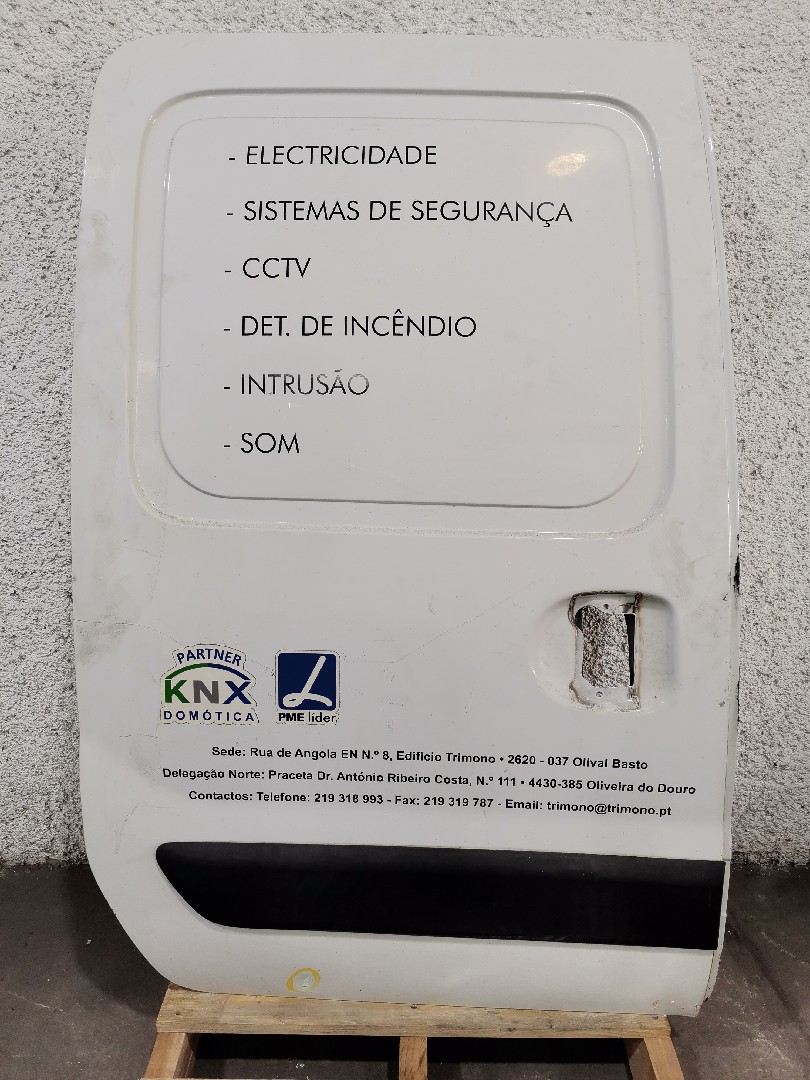 - ELECTRICIDADE
- SISTEMAS DE SEGURANÇA
- CCTV
- DET. DE INCÊNDIO
- INTRUSÃO
- SOM
PARTNER
KNX
DOMÓTICA
L
PME líder
Sede: Rua de Angola EN N.º 8, Edificio Trimono • 2620 - 037 Olival Basto
Delegação Norte: Praceta Dr. António Ribeiro Costa, N.º 111 • 4430-385 Oliveira do Douro
Contactos: Telefone: 219 318 993 - Fax: 219 319 787 - Email: trimono@trimono.pt